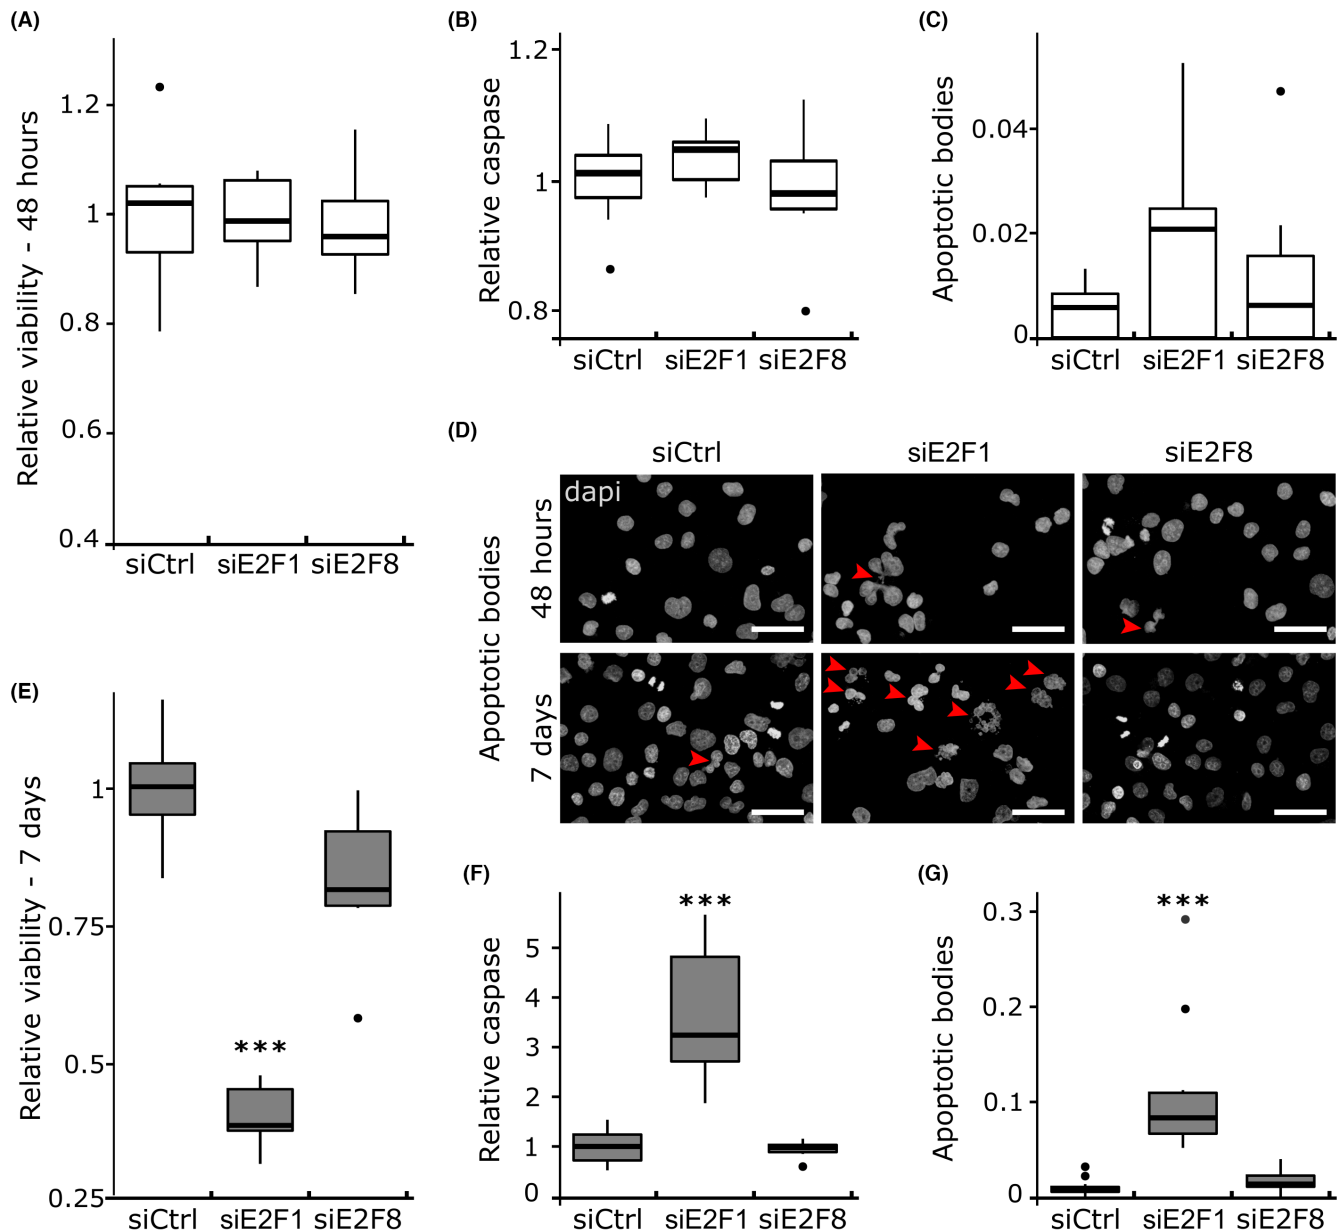 (A)
Relative viability - 48 hours
1.2
1
0.8
0.6
0.4
siCtrl siE2F1 siE2F8
(B)
Relative caspase
1.2
1
0.8
siCtrl siE2F1 siE2F8
(C)
Apoptotic bodies
0.04
0.02
0
siCtrl siE2F1 siE2F8
(D)
siCtrl siE2F1 siE2F8
Apoptotic bodies
48 hours
dapi
7 days
(E)
Relative viability - 7 days
1
0.75
0.5
0.25
***
siCtrl siE2F1 siE2F8
(F)
Relative caspase
5
4
3
2
1
0
***
siCtrl siE2F1 siE2F8
(G)
Apoptotic bodies
0.3
0.2
0.1
0
***
siCtrl siE2F1 siE2F8